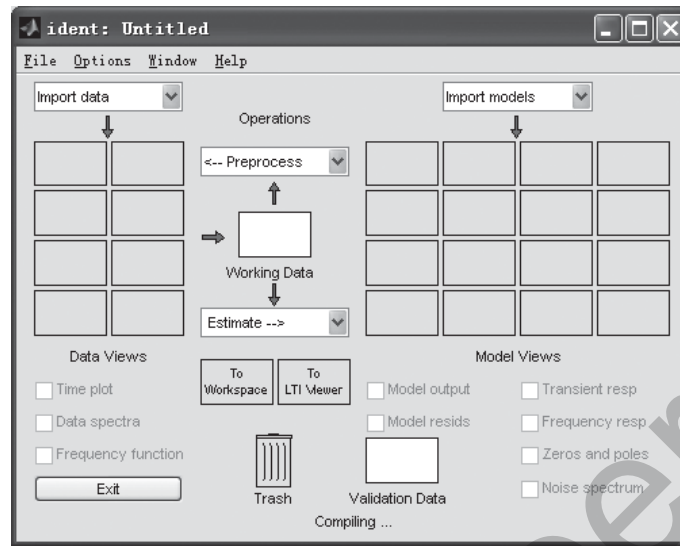 ident: Untitled
File Options Window Help
Import data
Import models
Operations
<-- Preprocess
Working Data
Estimate -->
Data Views
Model Views
To Workspace
To LTI Viewer
Time plot
Data spectra
Frequency function
Model output
Model resids
Transient resp
Frequency resp
Zeros and poles
Noise spectrum
Exit
Trash
Validation Data
Compiling ...